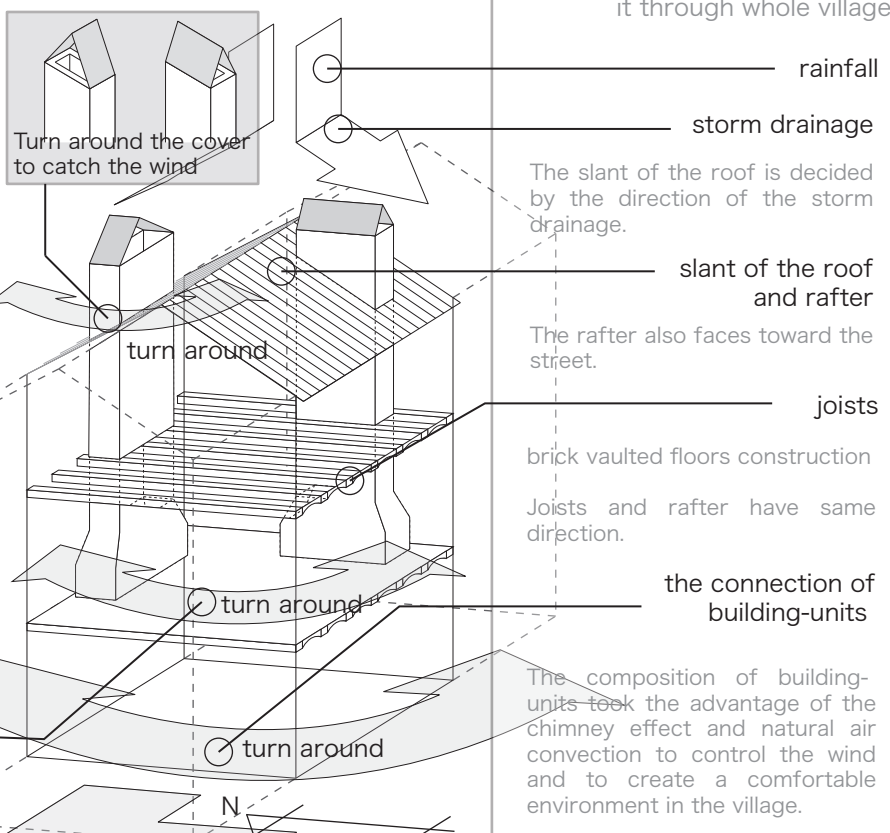 it through whole village
rainfall
storm drainage
The slant of the roof is decided
by the direction of the storm
drainage.
slant of the roof
and rafter
The rafter also faces toward the
street.
joists
brick vaulted floors construction
Joists and rafter have same
direction.
the connection of
building-units
The composition of building-
units took the advantage of the
chimney effect and natural air
convection to control the wind
and to create a comfortable
environment in the village.
Turn around the cover
to catch the wind
turn around
turn around
turn around
N